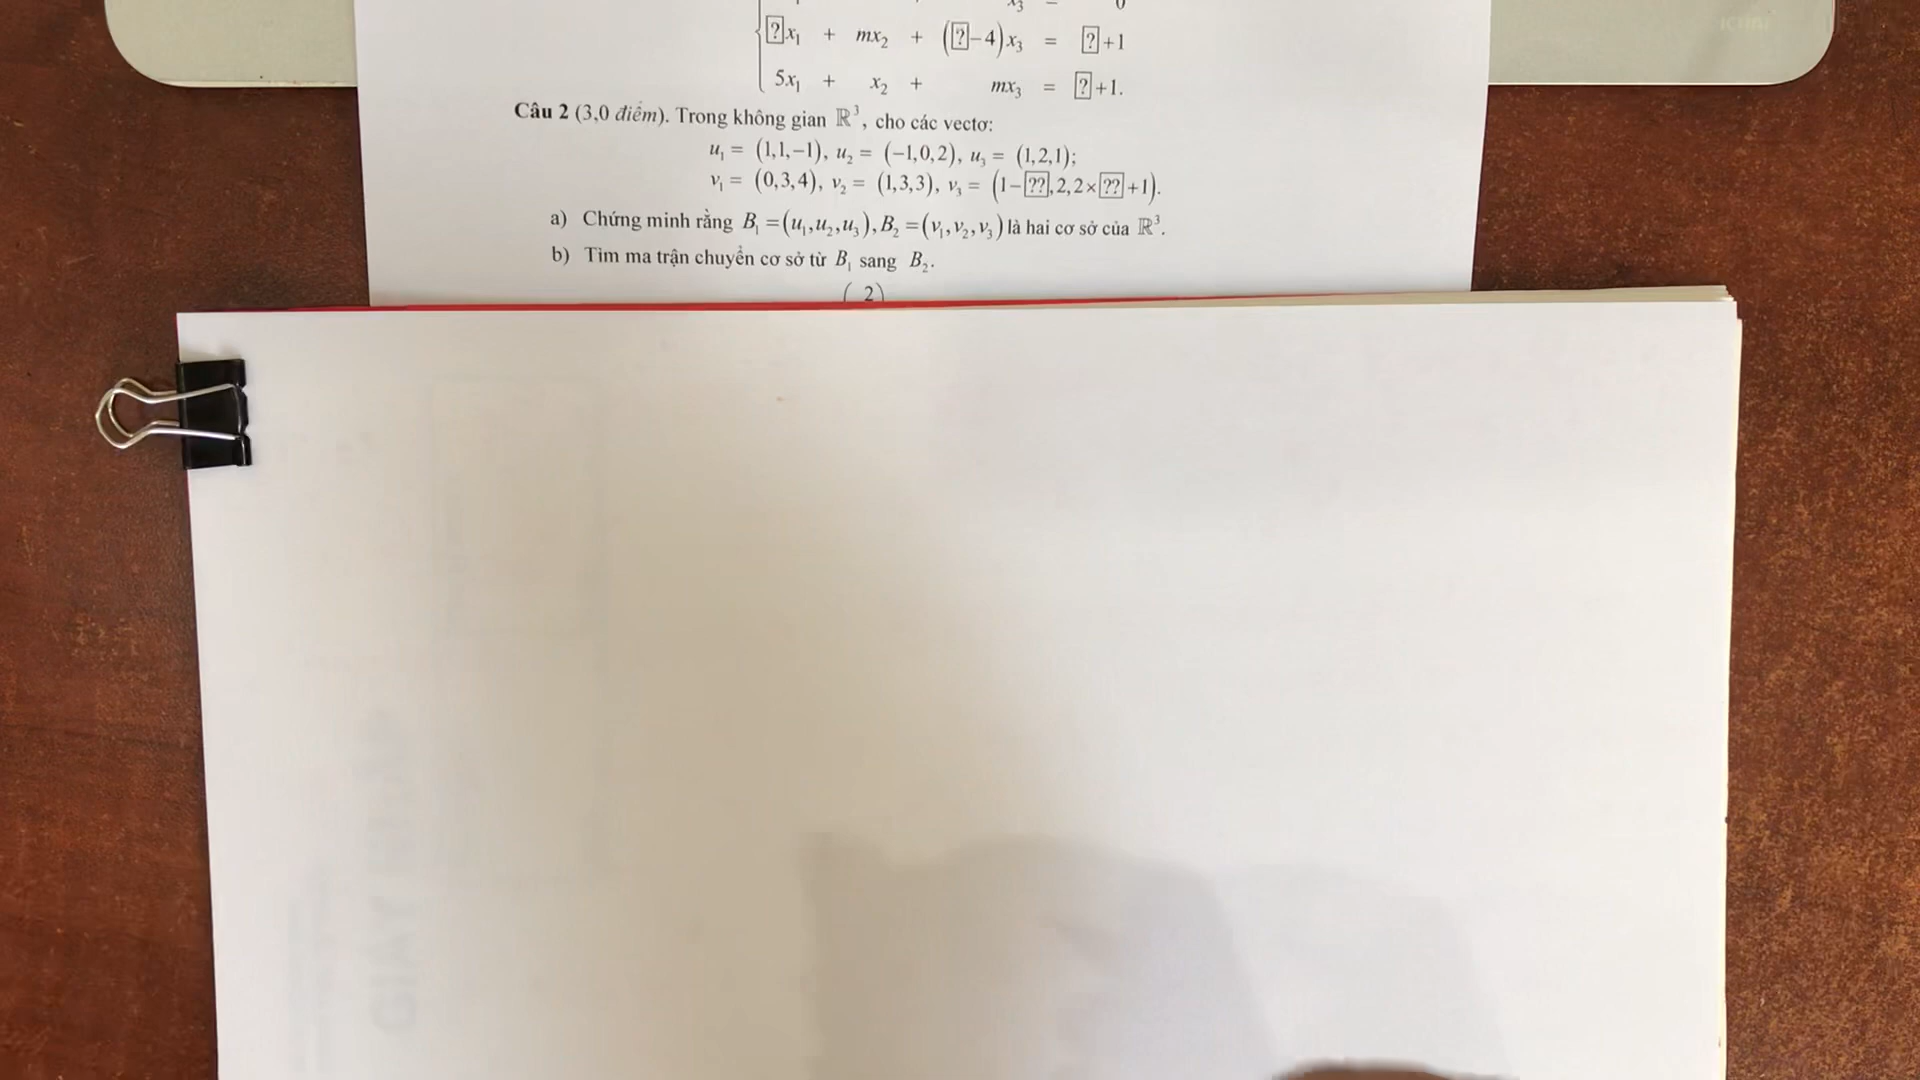 x₃ = 0
[?]x₁ + mx₂ + ([?]−4)x₃ = [?]+1
5x₁ + x₂ + mx₃ = [?]+1.
Câu 2 (3,0 điểm). Trong không gian ℝ³, cho các vectơ:
u₁ = (1,1,−1), u₂ = (−1,0,2), u₃ = (1,2,1);
v₁ = (0,3,4), v₂ = (1,3,3), v₃ = (1−[??],2,2×[??]+1).
a) Chứng minh rằng B₁ = (u₁,u₂,u₃), B₂ = (v₁,v₂,v₃) là hai cơ sở của ℝ³.
b) Tìm ma trận chuyển cơ sở từ B₁ sang B₂.
( 2 )